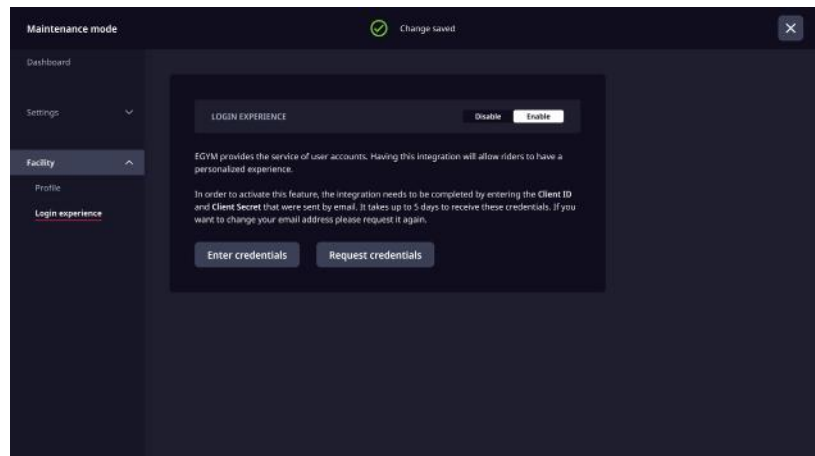 Maintenance mode
Change saved
Dashboard
Settings
Facility
Profile
Login experience
LOGIN EXPERIENCE
Disable
Enable
EGYM provides the service of user accounts. Having this integration will allow riders to have a
personalized experience.
In order to activate this feature, the integration needs to be completed by entering the Client ID
and Client Secret that were sent by email. It takes up to 5 days to receive these credentials. If you
want to change your email address please request it again.
Enter credentials
Request credentials